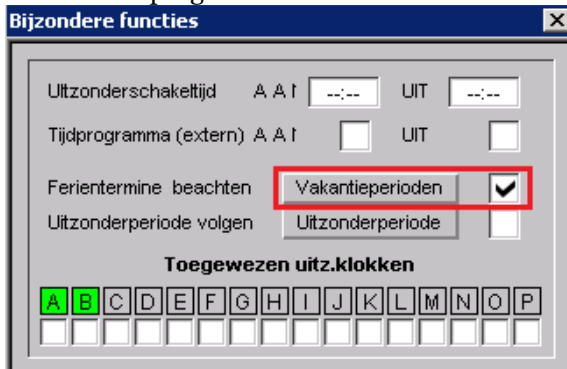 Bijzondere functies
Uitzonderschakeltijd A A I --:-- UIT --:--
Tijdprogramma (extern) A A I UIT
Ferientermine beachten Vakantieperioden
Uitzonderperiode volgen Uitzonderperiode
Toegewezen uitz.klokken
A B C D E F G H I J K L M N O P